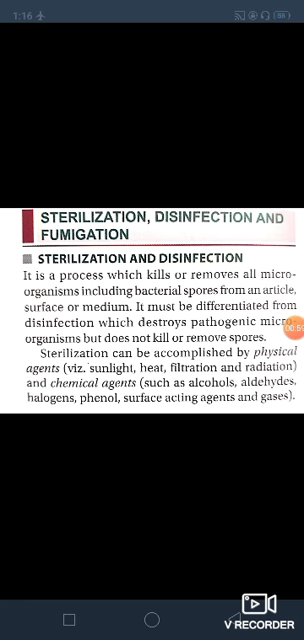 1:16
58
STERILIZATION, DISINFECTION AND
FUMIGATION
STERILIZATION AND DISINFECTION
It is a process which kills or removes all micro-
organisms including bacterial spores from an article,
surface or medium. It must be differentiated from
disinfection which destroys pathogenic micro-
00:59
organisms but does not kill or remove spores.
Sterilization can be accomplished by physical
agents (viz. sunlight, heat, filtration and radiation)
and chemical agents (such as alcohols, aldehydes,
halogens, phenol, surface acting agents and gases).
V RECORDER